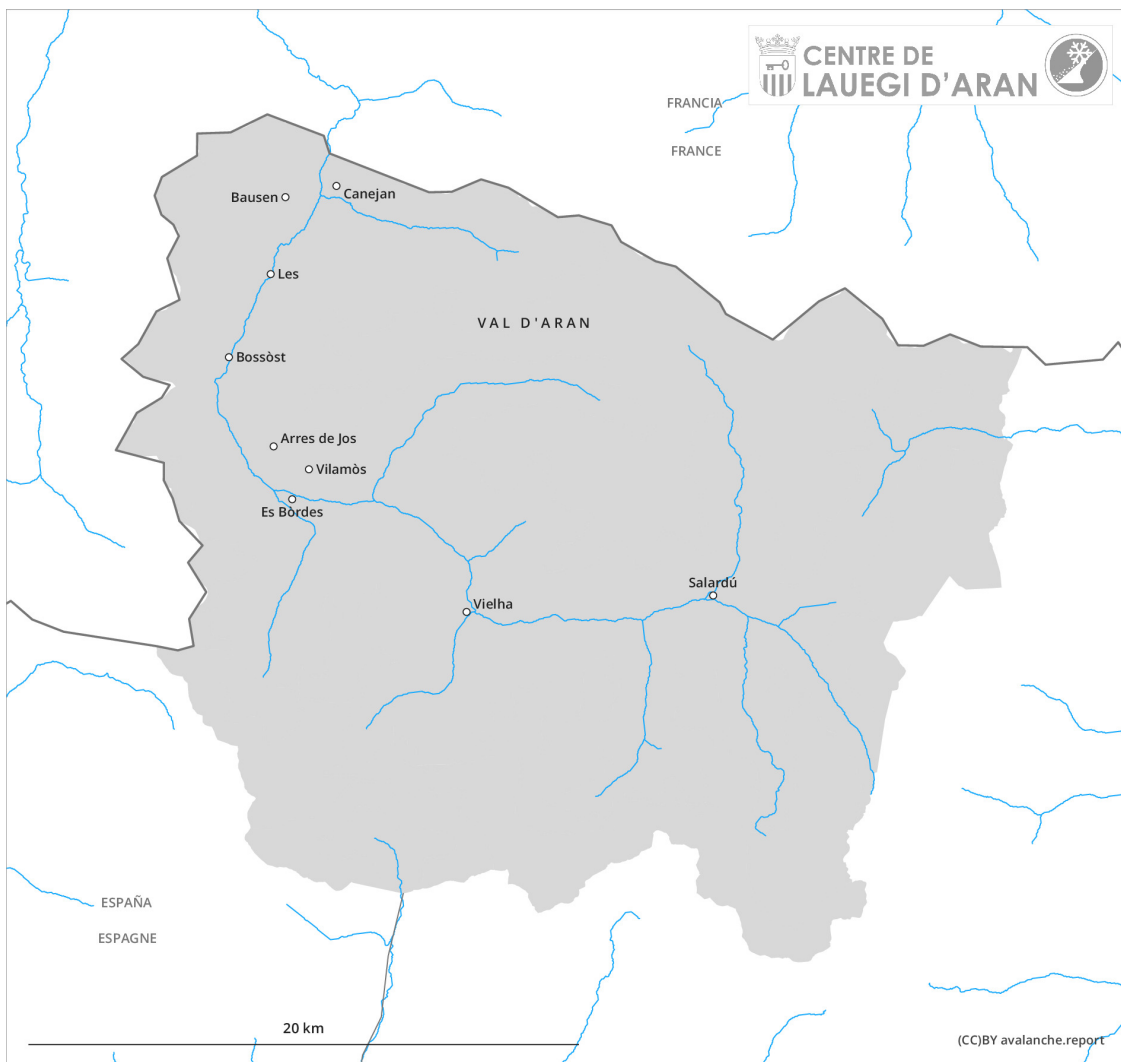 CENTRE DE
LAUEGI D'ARAN
FRANCIA
FRANCE
Bausen
Canejan
Les
VAL D'ARAN
Bossòst
Arres de Jos
Vilamòs
Es Bòrdes
Salardú
Vielha
ESPAÑA
ESPAGNE
20 km
(CC)BY avalanche.report